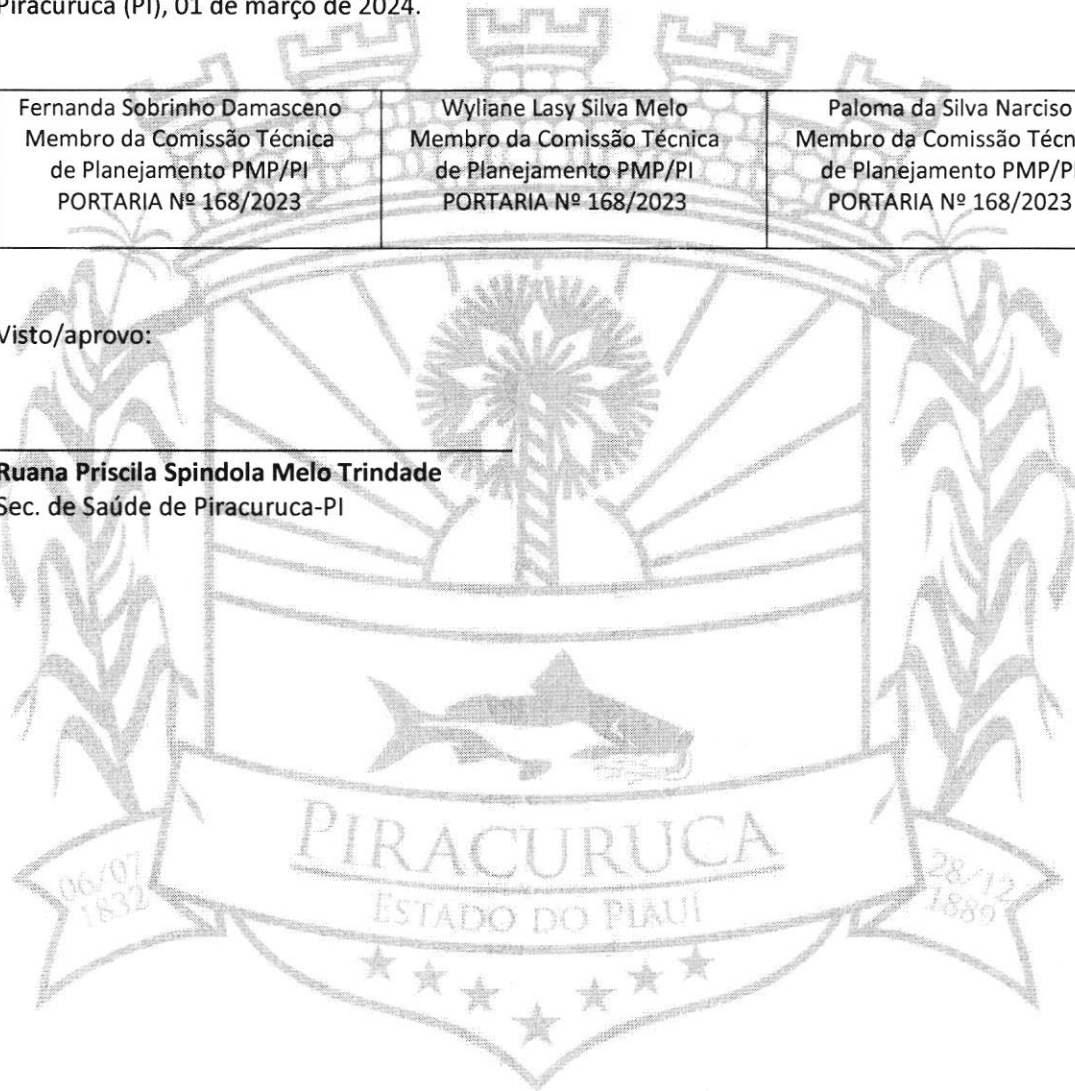 Piracuruca (PI), 01 de março de 2024.
Fernanda Sobrinho Damasceno
Membro da Comissão Técnica
de Planejamento PMP/PI
PORTARIA Nº 168/2023
Wyliane Lasy Silva Melo
Membro da Comissão Técnica
de Planejamento PMP/PI
PORTARIA Nº 168/2023
Paloma da Silva Narciso
Membro da Comissão Técn
de Planejamento PMP/PI
PORTARIA Nº 168/2023
Visto/aprovo:
Ruana Priscila Spindola Melo Trindade
Sec. de Saúde de Piracuruca-PI
PIRACURUCA
06/07
1832
ESTADO DO PIAUÍ
28/12
1889